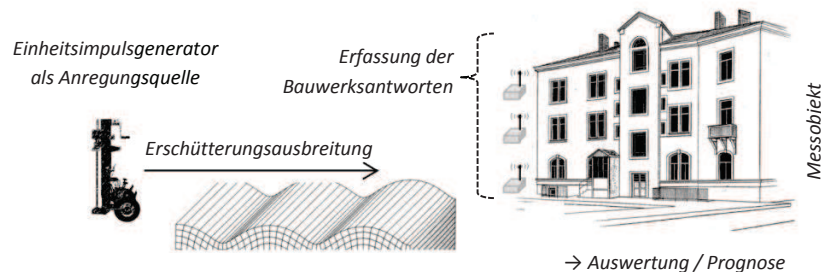 Einheitsimpulsgenerator
als Anregungsquelle
Erfassung der
Bauwerksantworten
Erschütterungsausbreitung
Messobjekt
→ Auswertung / Prognose